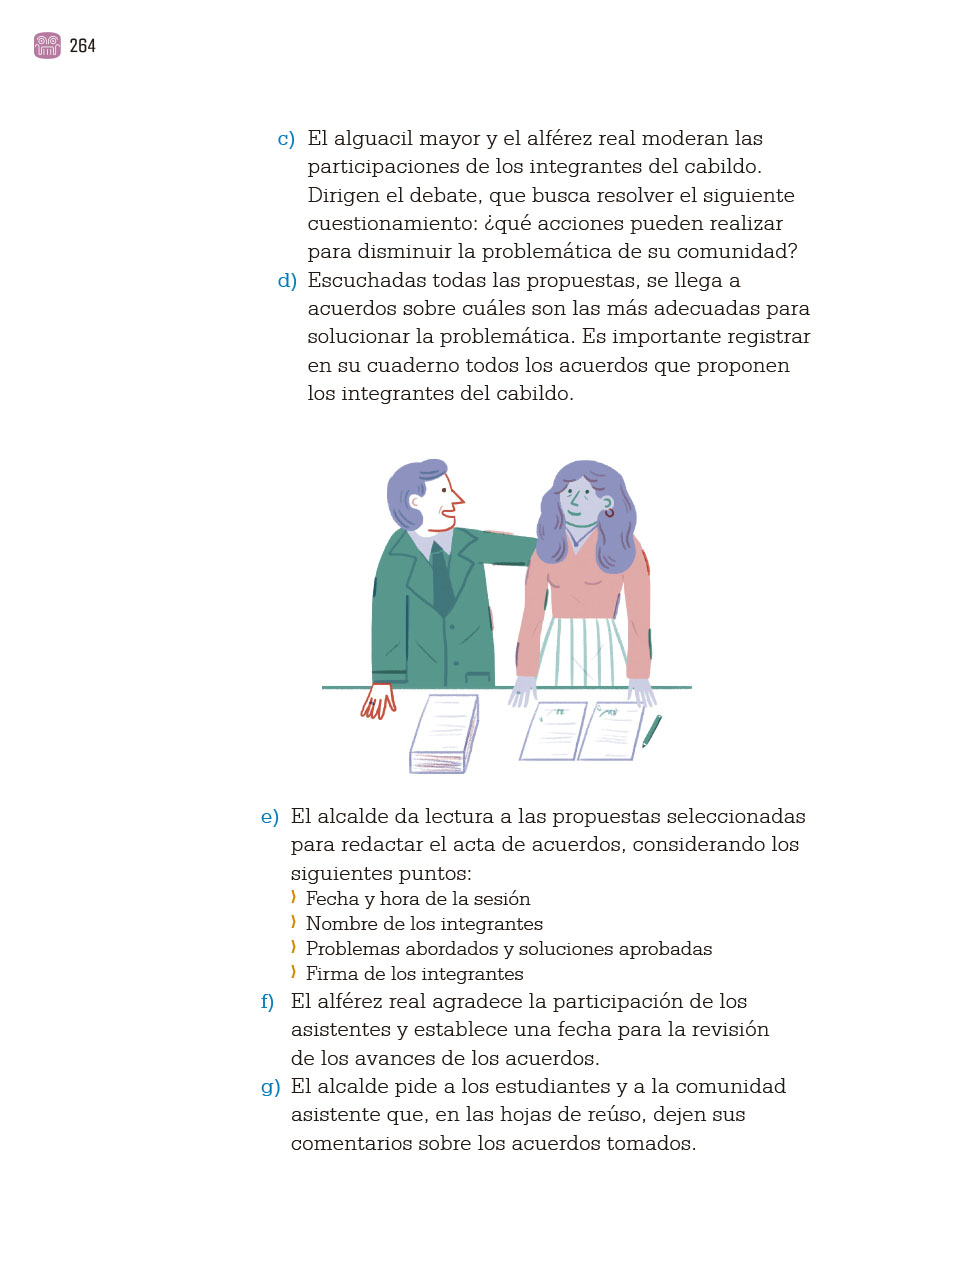 264
c) El alguacil mayor y el alférez real moderan las
participaciones de los integrantes del cabildo.
Dirigen el debate, que busca resolver el siguiente
cuestionamiento: ¿qué acciones pueden realizar
para disminuir la problemática de su comunidad?
d) Escuchadas todas las propuestas, se llega a
acuerdos sobre cuáles son las más adecuadas para
solucionar la problemática. Es importante registrar
en su cuaderno todos los acuerdos que proponen
los integrantes del cabildo.
e) El alcalde da lectura a las propuestas seleccionadas
para redactar el acta de acuerdos, considerando los
siguientes puntos:
⟩ Fecha y hora de la sesión
⟩ Nombre de los integrantes
⟩ Problemas abordados y soluciones aprobadas
⟩ Firma de los integrantes
f) El alférez real agradece la participación de los
asistentes y establece una fecha para la revisión
de los avances de los acuerdos.
g) El alcalde pide a los estudiantes y a la comunidad
asistente que, en las hojas de reúso, dejen sus
comentarios sobre los acuerdos tomados.